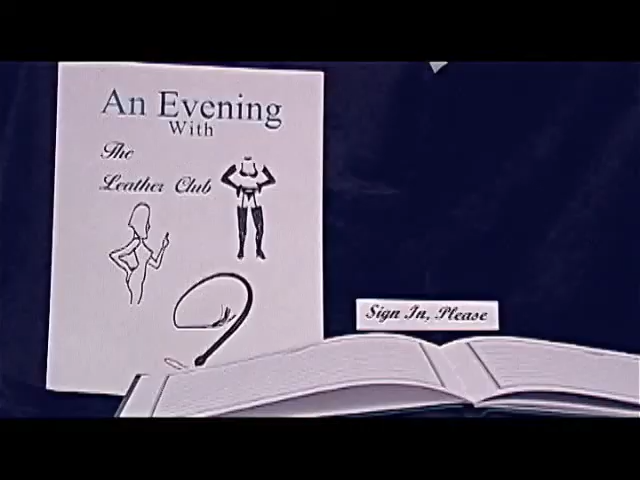 An Evening
With
The
Leather Club
Sign In, Please